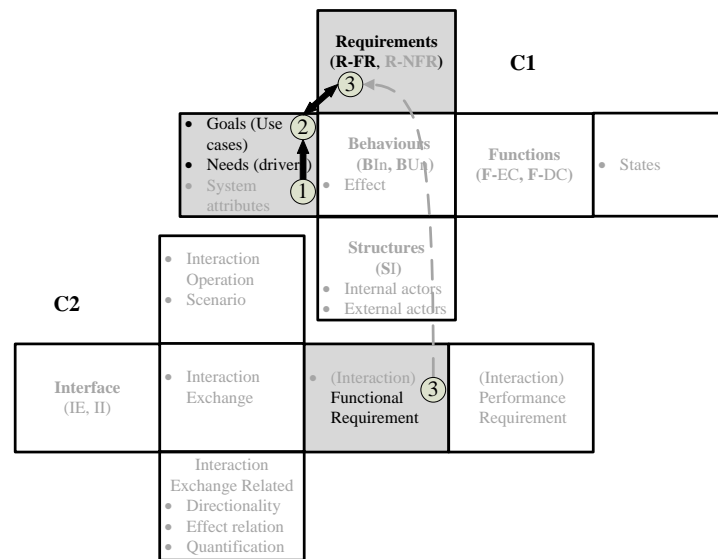 Requirements
(R-FR, R-NFR)
C1
3
• Goals (Use
cases)
• Needs (drivers)
• System
attributes
2
1
Behaviours
(BIn, BUn)
• Effect
Functions
(F-EC, F-DC)
• States
Structures
(SI)
• Internal actors
• External actors
C2
• Interaction
Operation
• Scenario
Interface
(IE, II)
• Interaction
Exchange
• (Interaction)
Functional
Requirement
3
(Interaction)
Performance
Requirement
Interaction
Exchange Related
• Directionality
• Effect relation
• Quantification